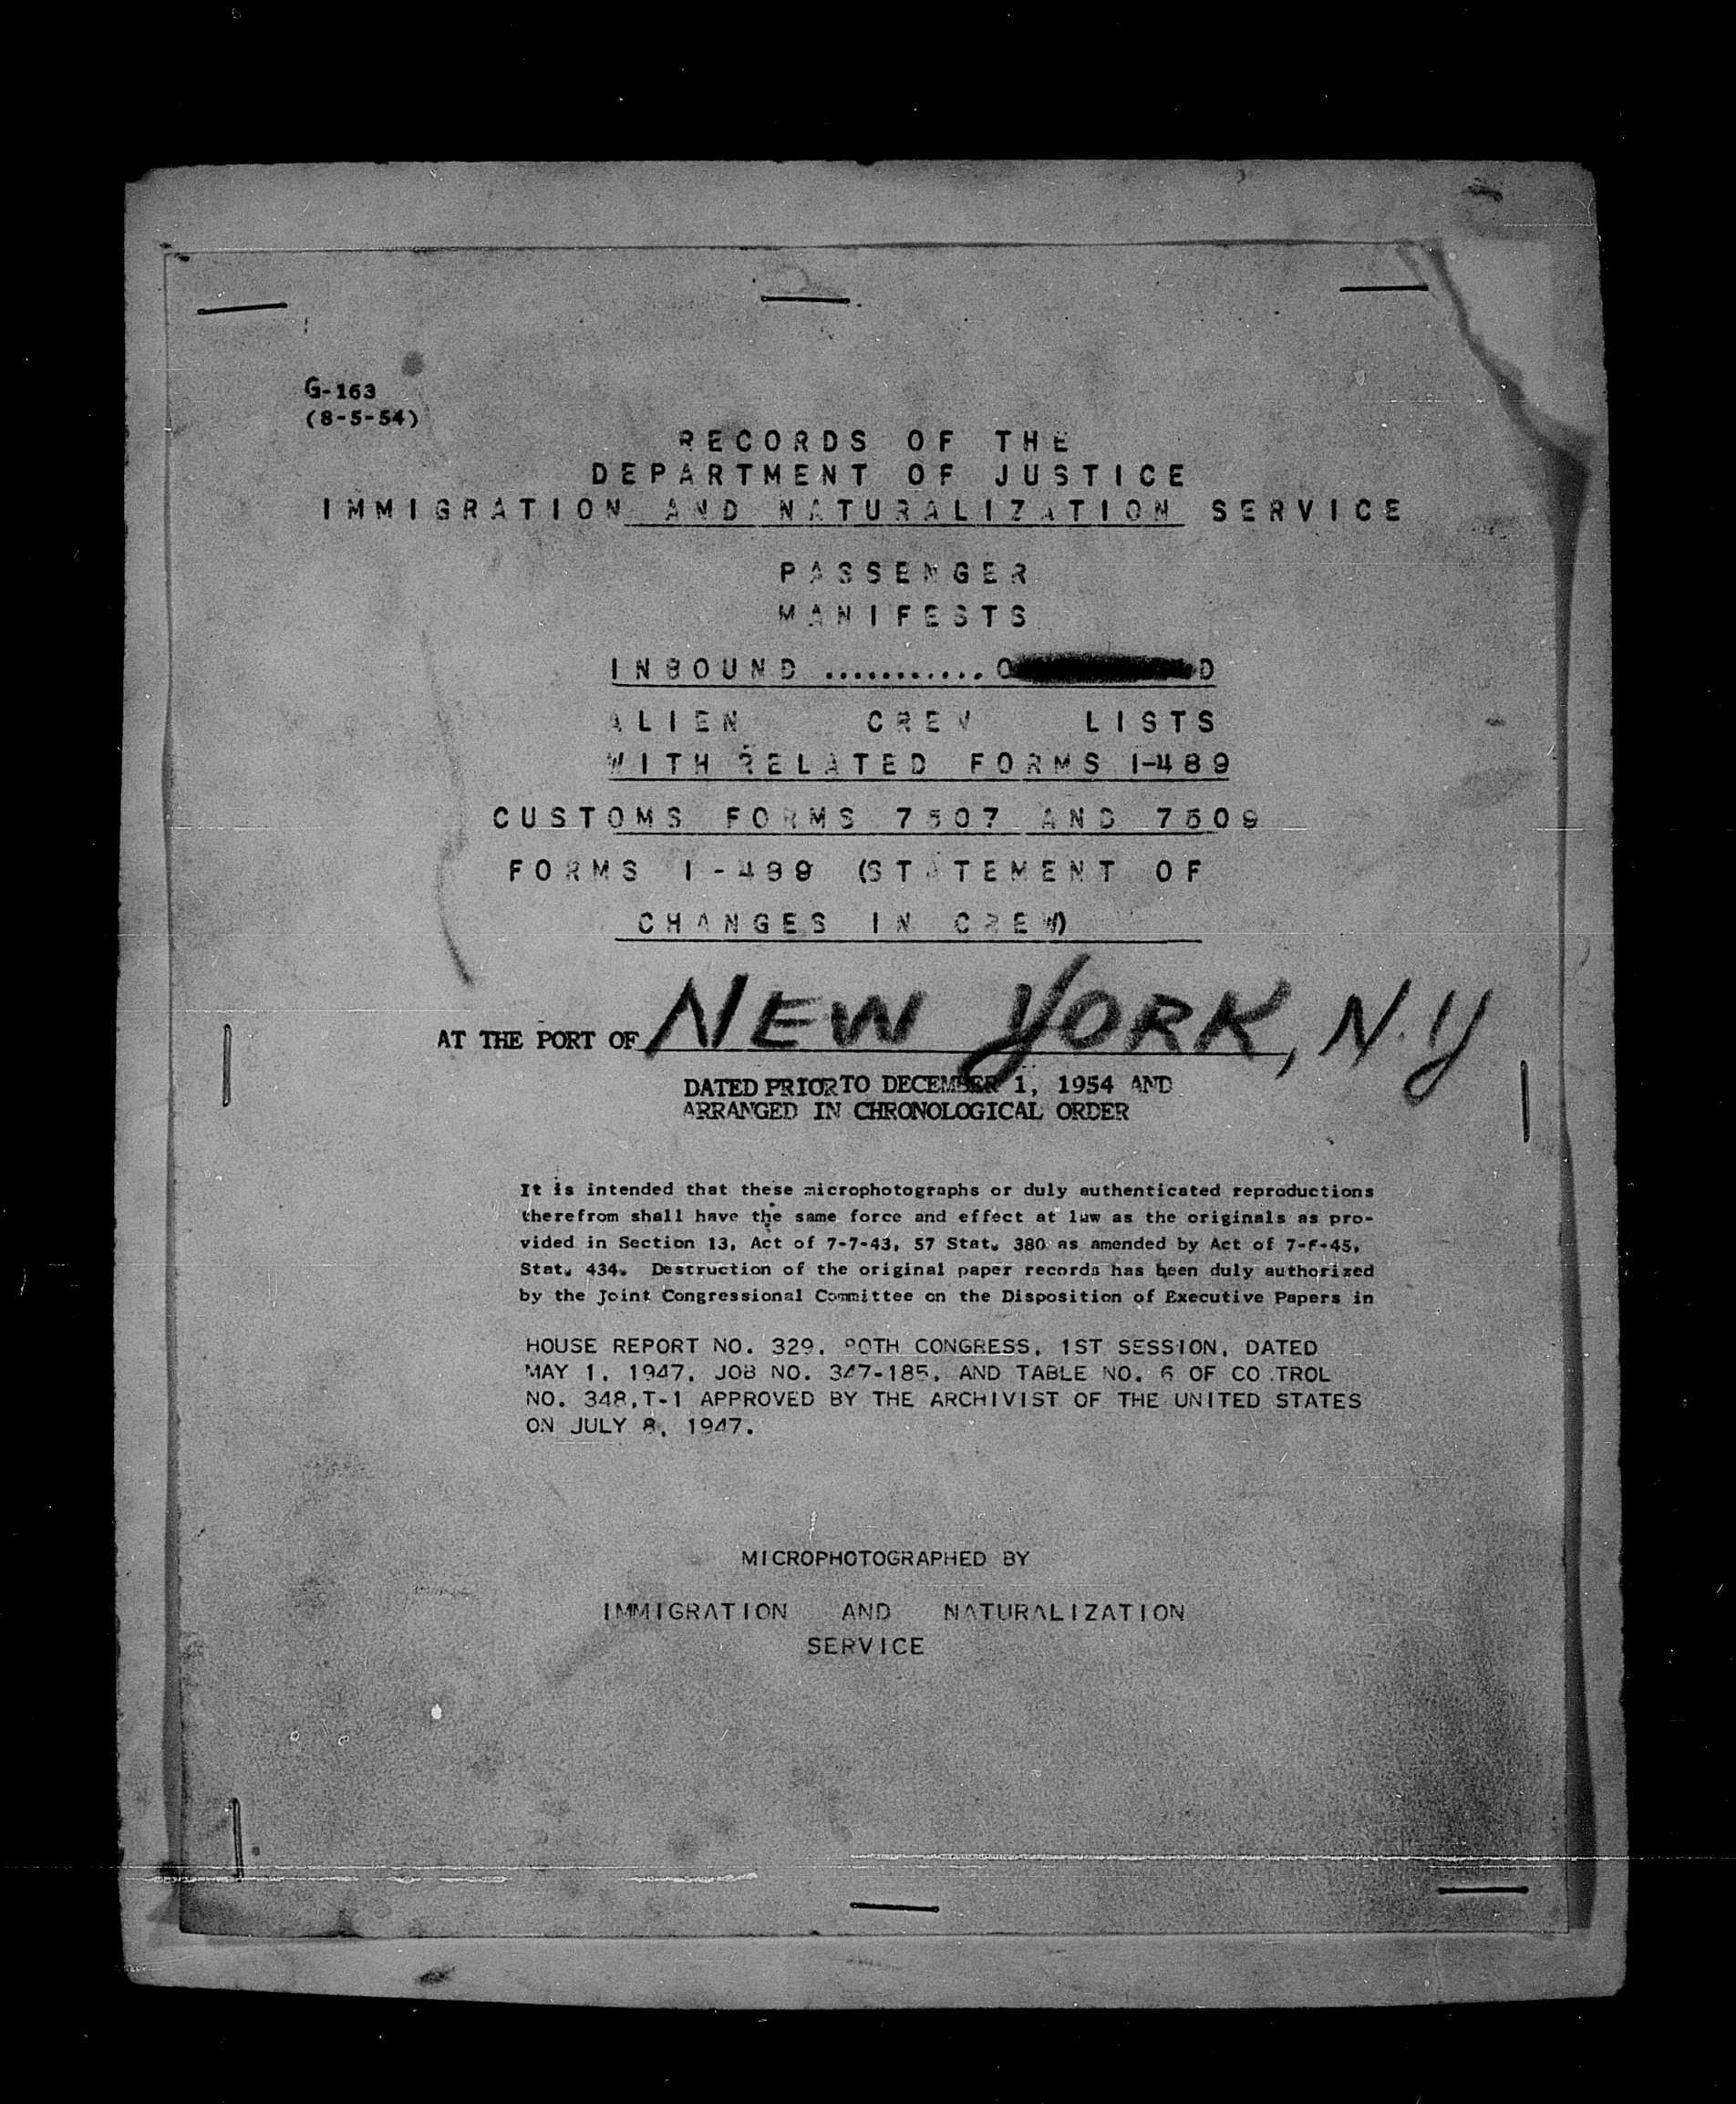 G-163
(8-5-54)
RECORDS OF THE
DEPARTMENT OF JUSTICE
IMMIGRATION AND NATURALIZATION SERVICE
PASSENGER
MANIFESTS
INBOUND ...........O D
ALIEN CREW LISTS
WITH RELATED FORMS I-489
CUSTOMS FORMS 7507 AND 7509
FORMS I-489 (STATEMENT OF
CHANGES IN CREW)
AT THE PORT OF NEW YORK, N.Y
DATED PRIOR TO DECEMBER 1, 1954 AND
ARRANGED IN CHRONOLOGICAL ORDER
It is intended that these microphotographs or duly authenticated reproductions
therefrom shall have the same force and effect at law as the originals as pro-
vided in Section 13, Act of 7-7-43, 57 Stat. 380 as amended by Act of
Stat. 434. Destruction of the original paper records has been duly authorized
by the Joint Congressional Committee on the Disposition of Executive Papers in
HOUSE REPORT NO. 329, 80TH CONGRESS, 1ST SESSION, DATED
MAY 1, 1947, JOB NO. 347-185, AND TABLE NO. 6 OF CO TROL
NO. 348,T-1 APPROVED BY THE ARCHIVIST OF THE UNITED STATES
ON JULY 8, 1947.
MICROPHOTOGRAPHED BY
IMMIGRATION AND NATURALIZATION
SERVICE